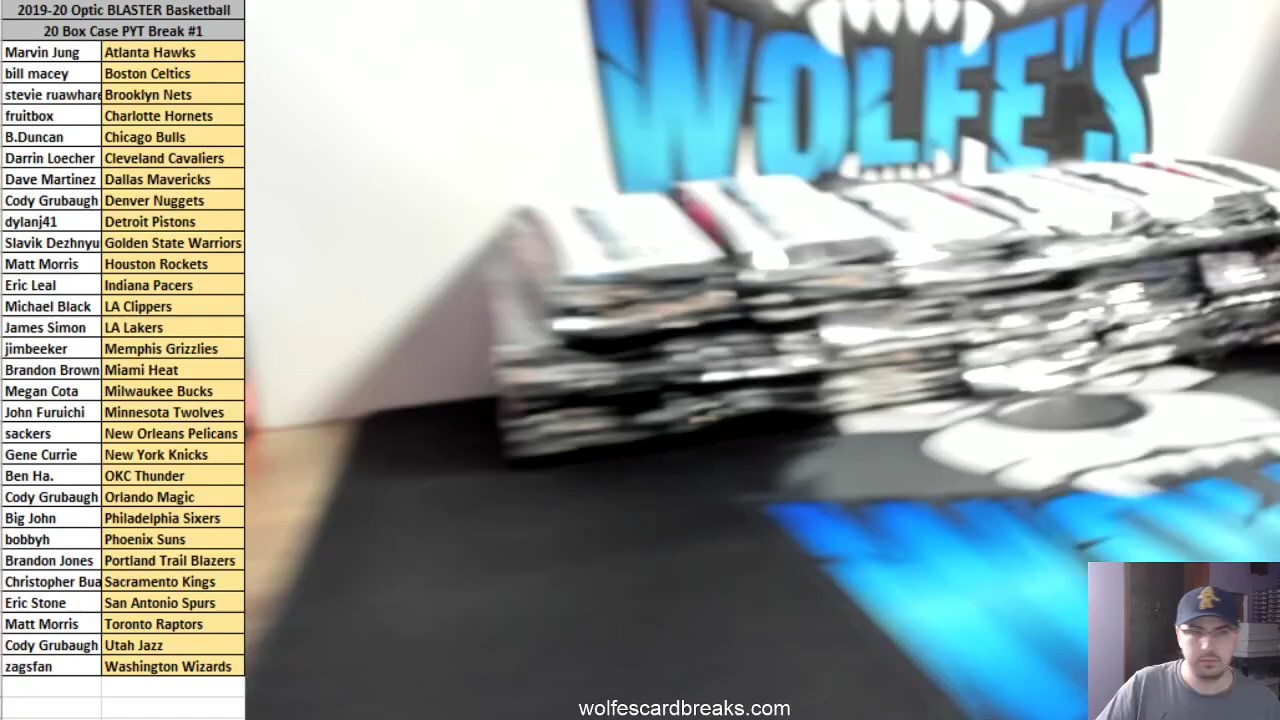 2019-20 Optic BLASTER Basketball
20 Box Case PYT Break #1
Marvin Jung Atlanta Hawks
bill macey Boston Celtics
stevie ruawhare Brooklyn Nets
fruitbox Charlotte Hornets
B.Duncan Chicago Bulls
Darrin Loecher Cleveland Cavaliers
Dave Martinez Dallas Mavericks
Cody Grubaugh Denver Nuggets
dylanj41 Detroit Pistons
Slavik Dezhnyu Golden State Warriors
Matt Morris Houston Rockets
Eric Leal Indiana Pacers
Michael Black LA Clippers
James Simon LA Lakers
jimbeeker Memphis Grizzlies
Brandon Brown Miami Heat
Megan Cota Milwaukee Bucks
John Furuichi Minnesota Twolves
sackers New Orleans Pelicans
Gene Currie New York Knicks
Ben Ha. OKC Thunder
Cody Grubaugh Orlando Magic
Big John Philadelphia Sixers
bobbyh Phoenix Suns
Brandon Jones Portland Trail Blazers
Christopher Bua Sacramento Kings
Eric Stone San Antonio Spurs
Matt Morris Toronto Raptors
Cody Grubaugh Utah Jazz
zagsfan Washington Wizards
WOLFE'S
wolfescardbreaks.com